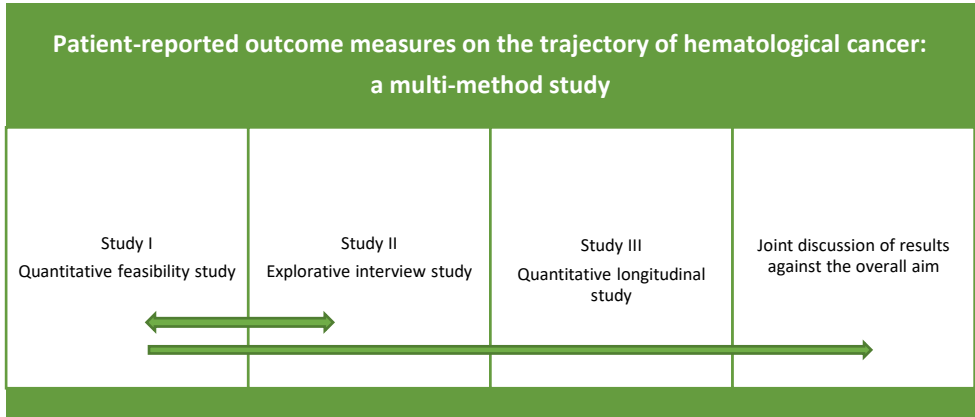 Patient-reported outcome measures on the trajectory of hematological cancer:
a multi-method study
Study I
Quantitative feasibility study
Study II
Explorative interview study
Study III
Quantitative longitudinal
study
Joint discussion of results
against the overall aim